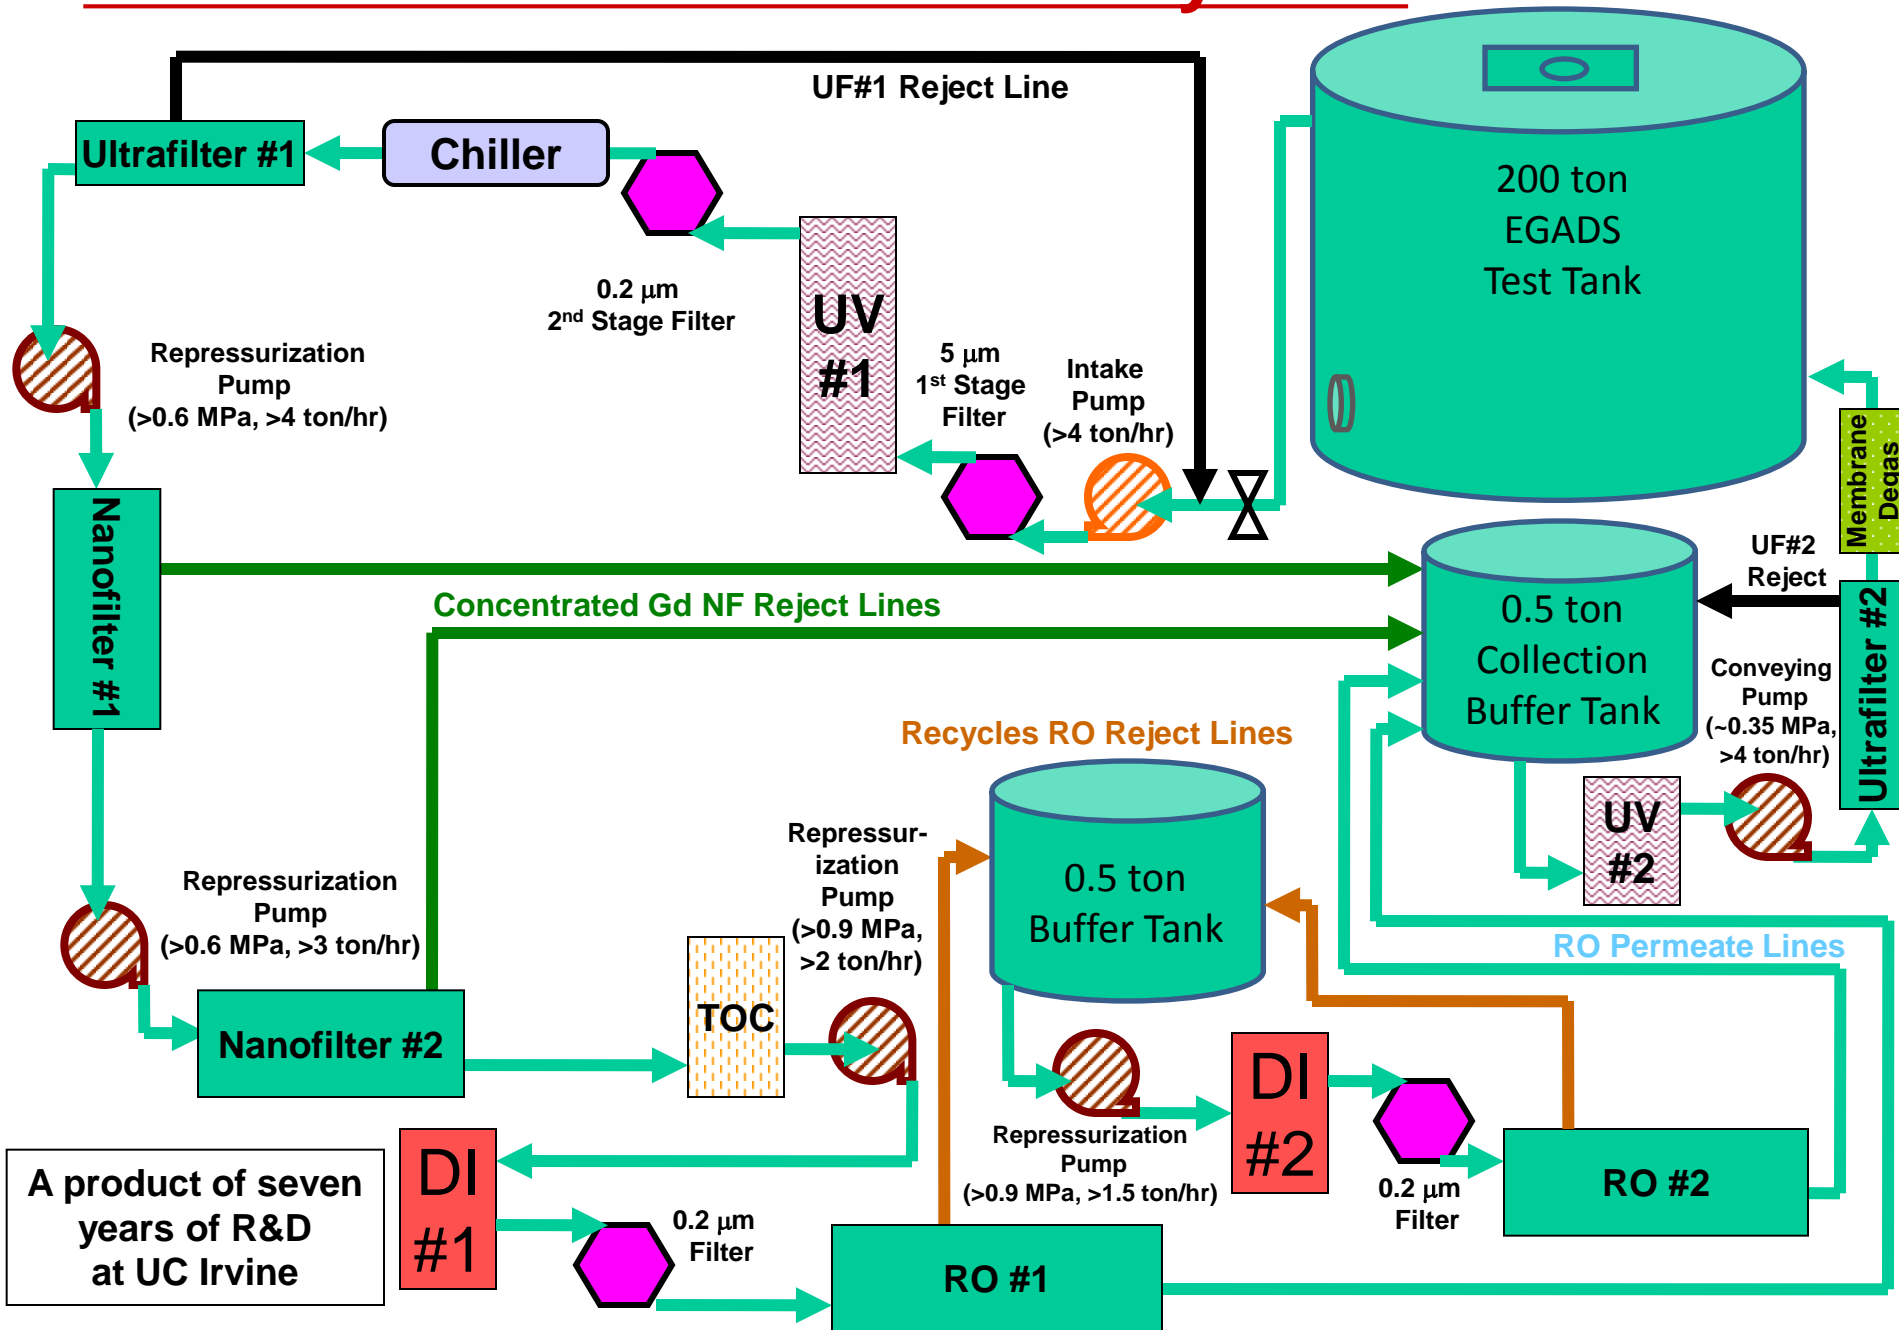 UF#1 Reject Line
Ultrafilter #1
Chiller
200 ton
EGADS
Test Tank
0.2 μm
2nd Stage Filter
UV
#1
5 μm
1st Stage
Filter
Intake
Pump
(>4 ton/hr)
Repressurization
Pump
(>0.6 MPa, >4 ton/hr)
Membrane
Degas
Nanofilter #1
UF#2
Reject
Concentrated Gd NF Reject Lines
0.5 ton
Collection
Buffer Tank
Ultrafilter #2
Conveying
Pump
(~0.35 MPa,
>4 ton/hr)
Recycles RO Reject Lines
UV
#2
Repressur-
ization
Pump
(>0.9 MPa,
>2 ton/hr)
0.5 ton
Buffer Tank
Repressurization
Pump
(>0.6 MPa, >3 ton/hr)
RO Permeate Lines
TOC
Nanofilter #2
DI
#2
Repressurization
Pump
(>0.9 MPa, >1.5 ton/hr)
0.2 μm
Filter
RO #2
A product of seven
years of R&D
at UC Irvine
DI
#1
0.2 μm
Filter
RO #1